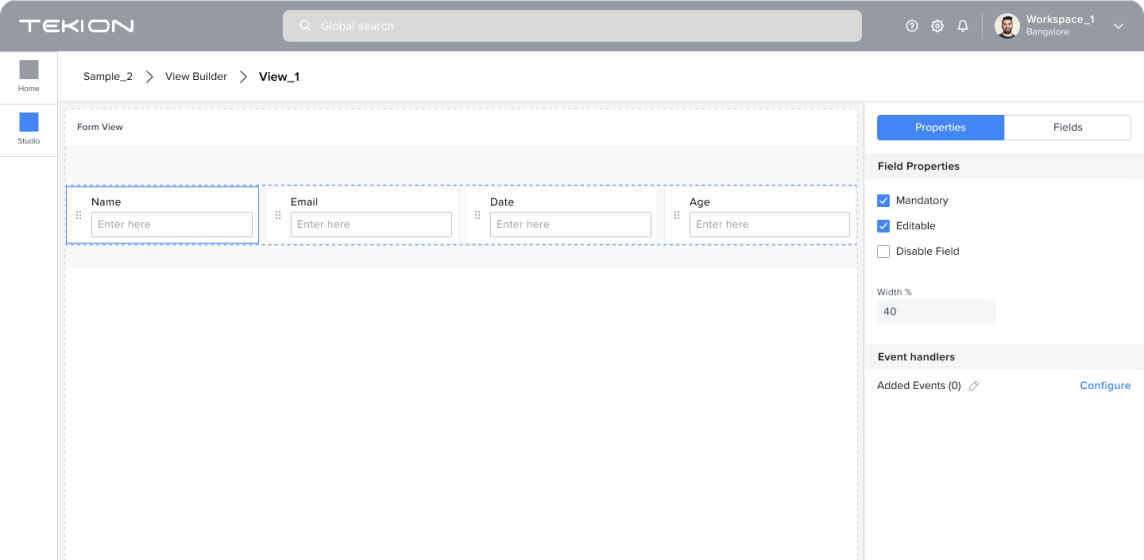 TEKION
Global search
Workspace_1
Bangalore
Home
Studio
Sample_2 View Builder View_1
Form View
Name Email Date Age
Enter here Enter here Enter here Enter here
Properties Fields
Field Properties
Mandatory
Editable
Disable Field
Width %
40
Event handlers
Added Events (0) Configure